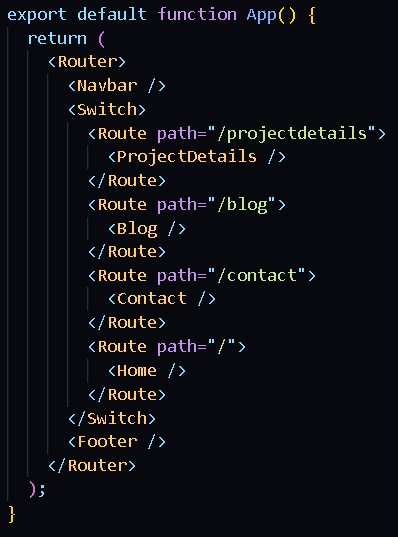 export default function App() {
  return (
    <Router>
      <Navbar />
      <Switch>
        <Route path="/projectdetails">
          <ProjectDetails />
        </Route>
        <Route path="/blog">
          <Blog />
        </Route>
        <Route path="/contact">
          <Contact />
        </Route>
        <Route path="/">
          <Home />
        </Route>
      </Switch>
      <Footer />
    </Router>
  );
}